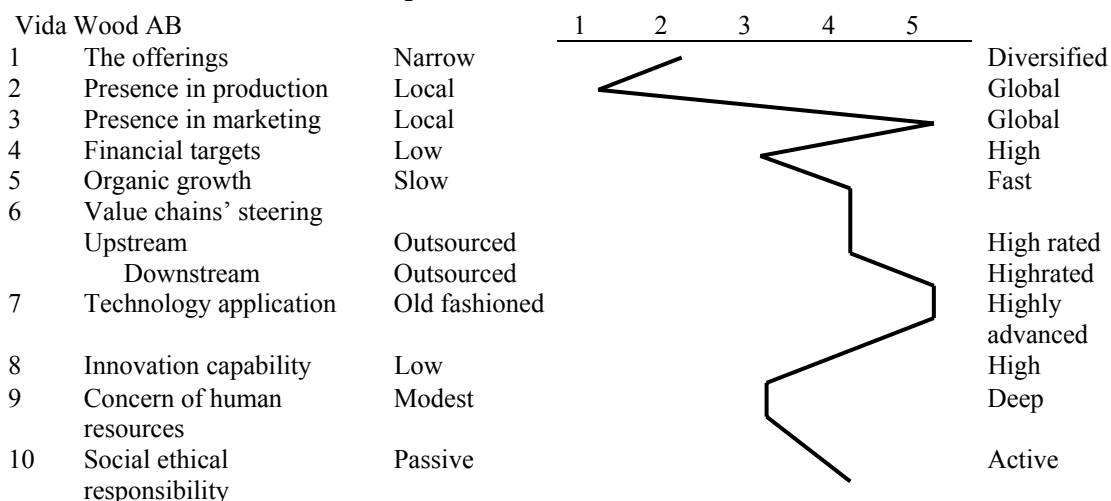 Vida Wood AB 1 2 3 4 5
1 The offerings Narrow Diversified
2 Presence in production Local Global
3 Presence in marketing Local Global
4 Financial targets Low High
5 Organic growth Slow Fast
6 Value chains’ steering
Upstream Outsourced High rated
Downstream Outsourced Highrated
7 Technology application Old fashioned Highly
advanced
8 Innovation capability Low High
9 Concern of human Modest Deep
resources
10 Social ethical Passive Active
responsibility